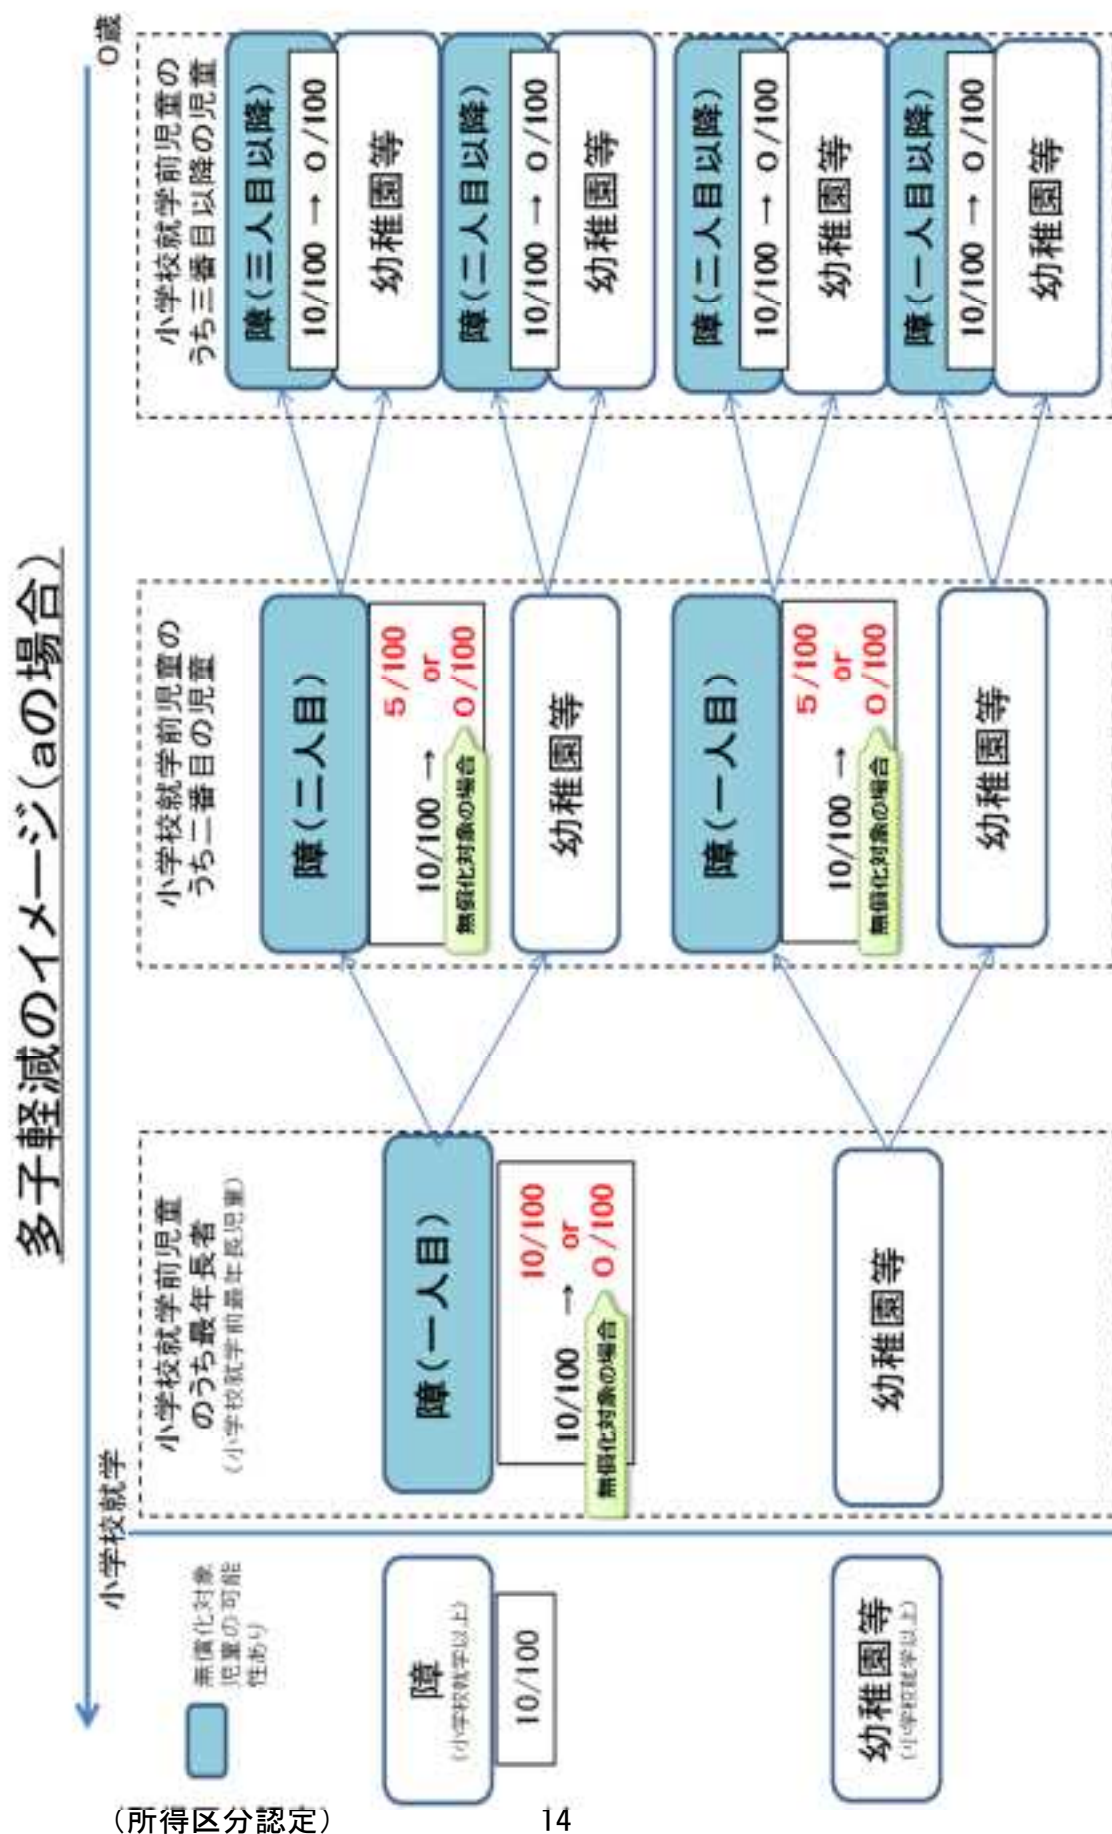 多子軽減のイメージ(aの場合)
小学校就学
0歳
無償化対象
児童の可能
性あり
小学校就学前児童
のうち最年長者
(小学校就学前最年長児童)
小学校就学前児童の
うち二番目の児童
小学校就学前児童の
うち三番目以降の児童
障
(小学校就学以上)
10/100
幼稚園等
(小学校就学以上)
障(一人目)
10/100 →
10/100
or
0/100
無償化対象の場合
幼稚園等
障(二人目)
10/100 →
5/100
or
0/100
無償化対象の場合
幼稚園等
障(一人目)
10/100 →
5/100
or
0/100
無償化対象の場合
幼稚園等
障(三人目以降)
10/100 → 0/100
幼稚園等
障(二人目以降)
10/100 → 0/100
幼稚園等
障(二人目以降)
10/100 → 0/100
幼稚園等
障(一人目以降)
10/100 → 0/100
幼稚園等
(所得区分認定)
14